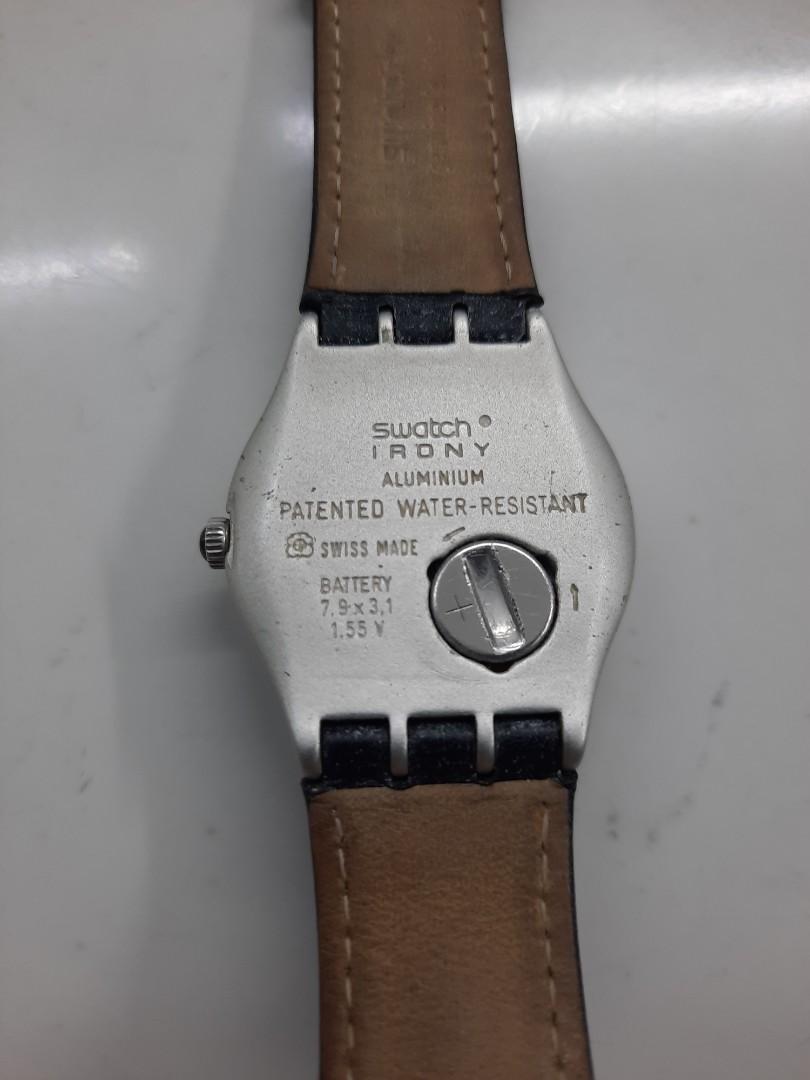 swatch
IRONY
ALUMINIUM
PATENTED WATER-RESISTANT
SWISS MADE
BATTERY
7,9 x 3,1
1.55 V
+